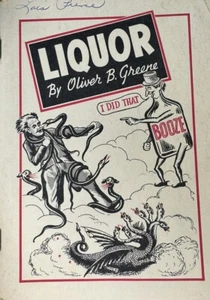 LIQUOR
By Oliver B. Greene
I DID THAT
BOOZE